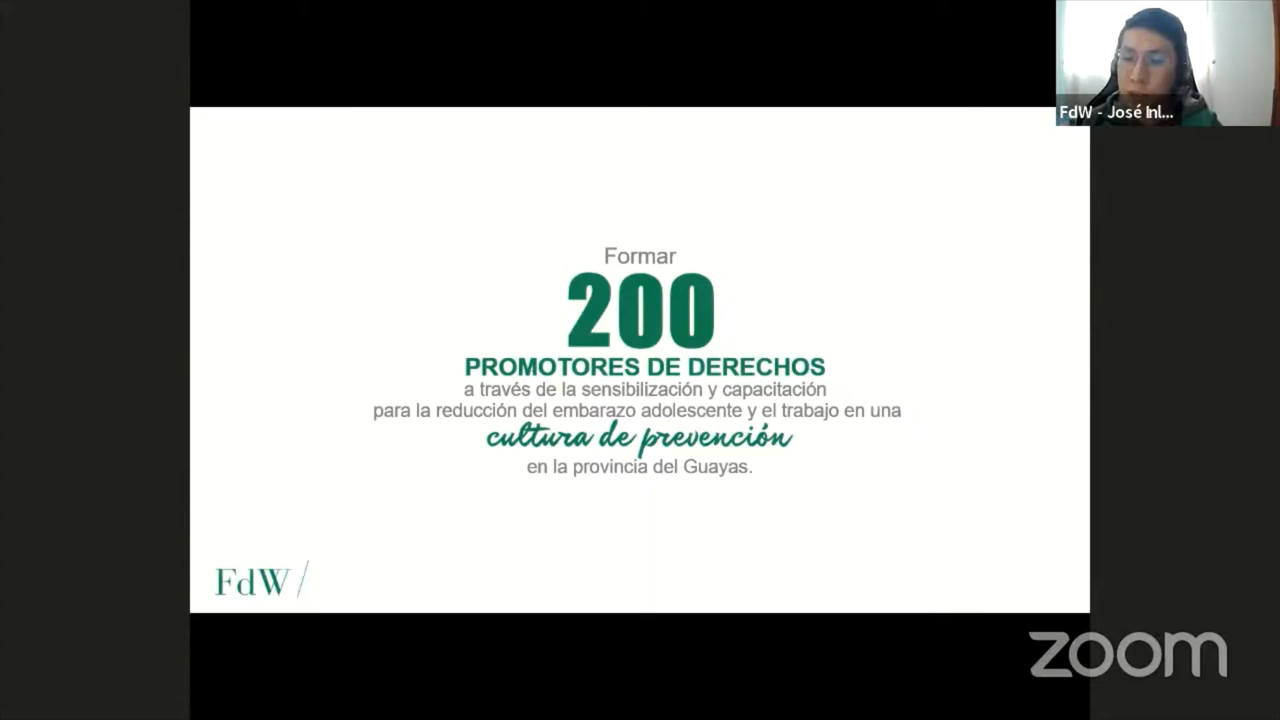 FdW - José Inl...
Formar
200
PROMOTORES DE DERECHOS
a través de la sensibilización y capacitación
para la reducción del embarazo adolescente y el trabajo en una
cultura de prevención
en la provincia del Guayas.
FdW/
zoom